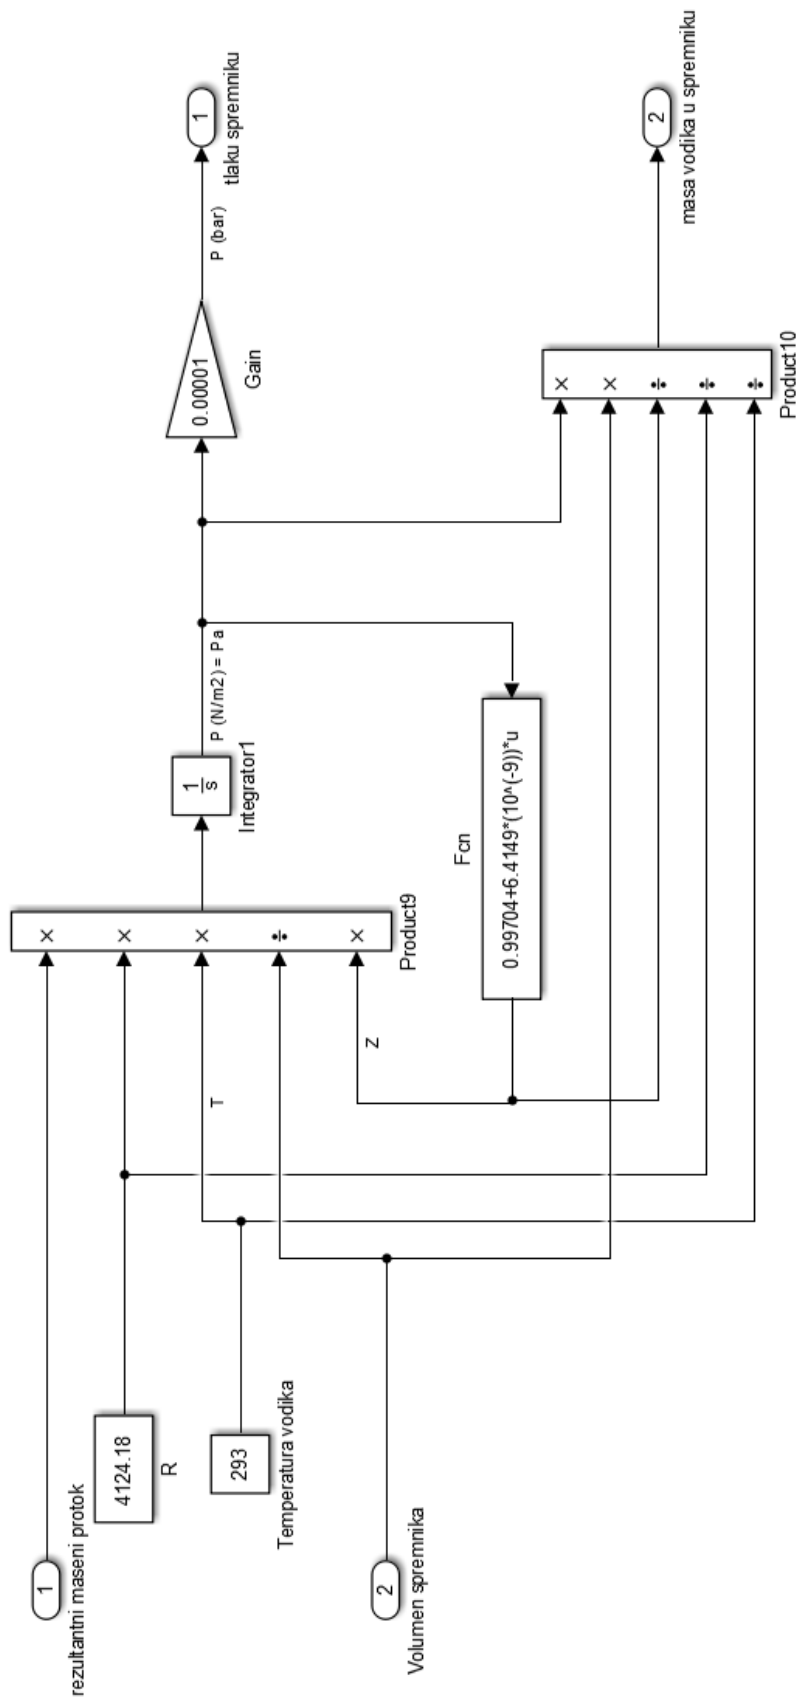 1
rezultantni maseni protok
4124.18
R
293
Temperatura vodika
2
Volumen spremnika
T
Z
×
×
×
÷
×
Product9
1
s
Integrator1
P (N/m2) = Pa
Fcn
0.99704+6.4149*(10^(-9))*u
0.00001
Gain
P (bar)
1
tlaku spremniku
×
×
÷
÷
÷
Product10
2
masa vodika u spremniku